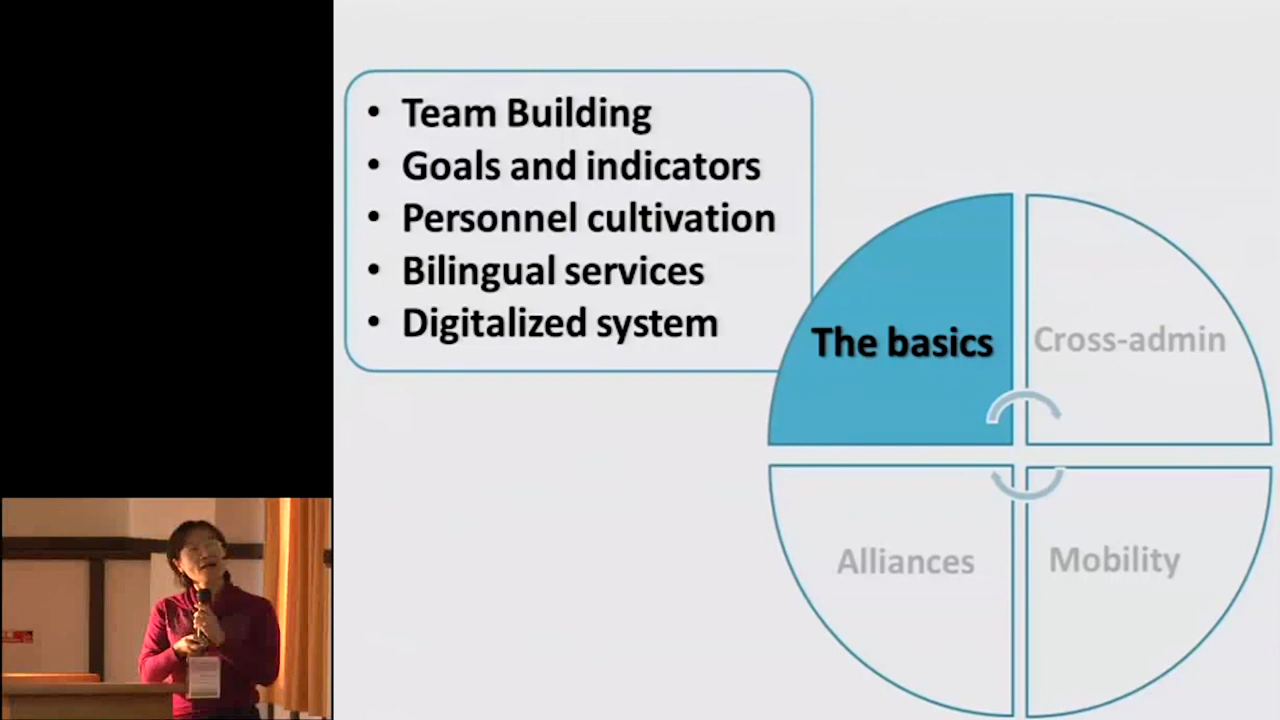 • Team Building
• Goals and indicators
• Personnel cultivation
• Bilingual services
• Digitalized system
The basics
Cross-admin
Alliances
Mobility